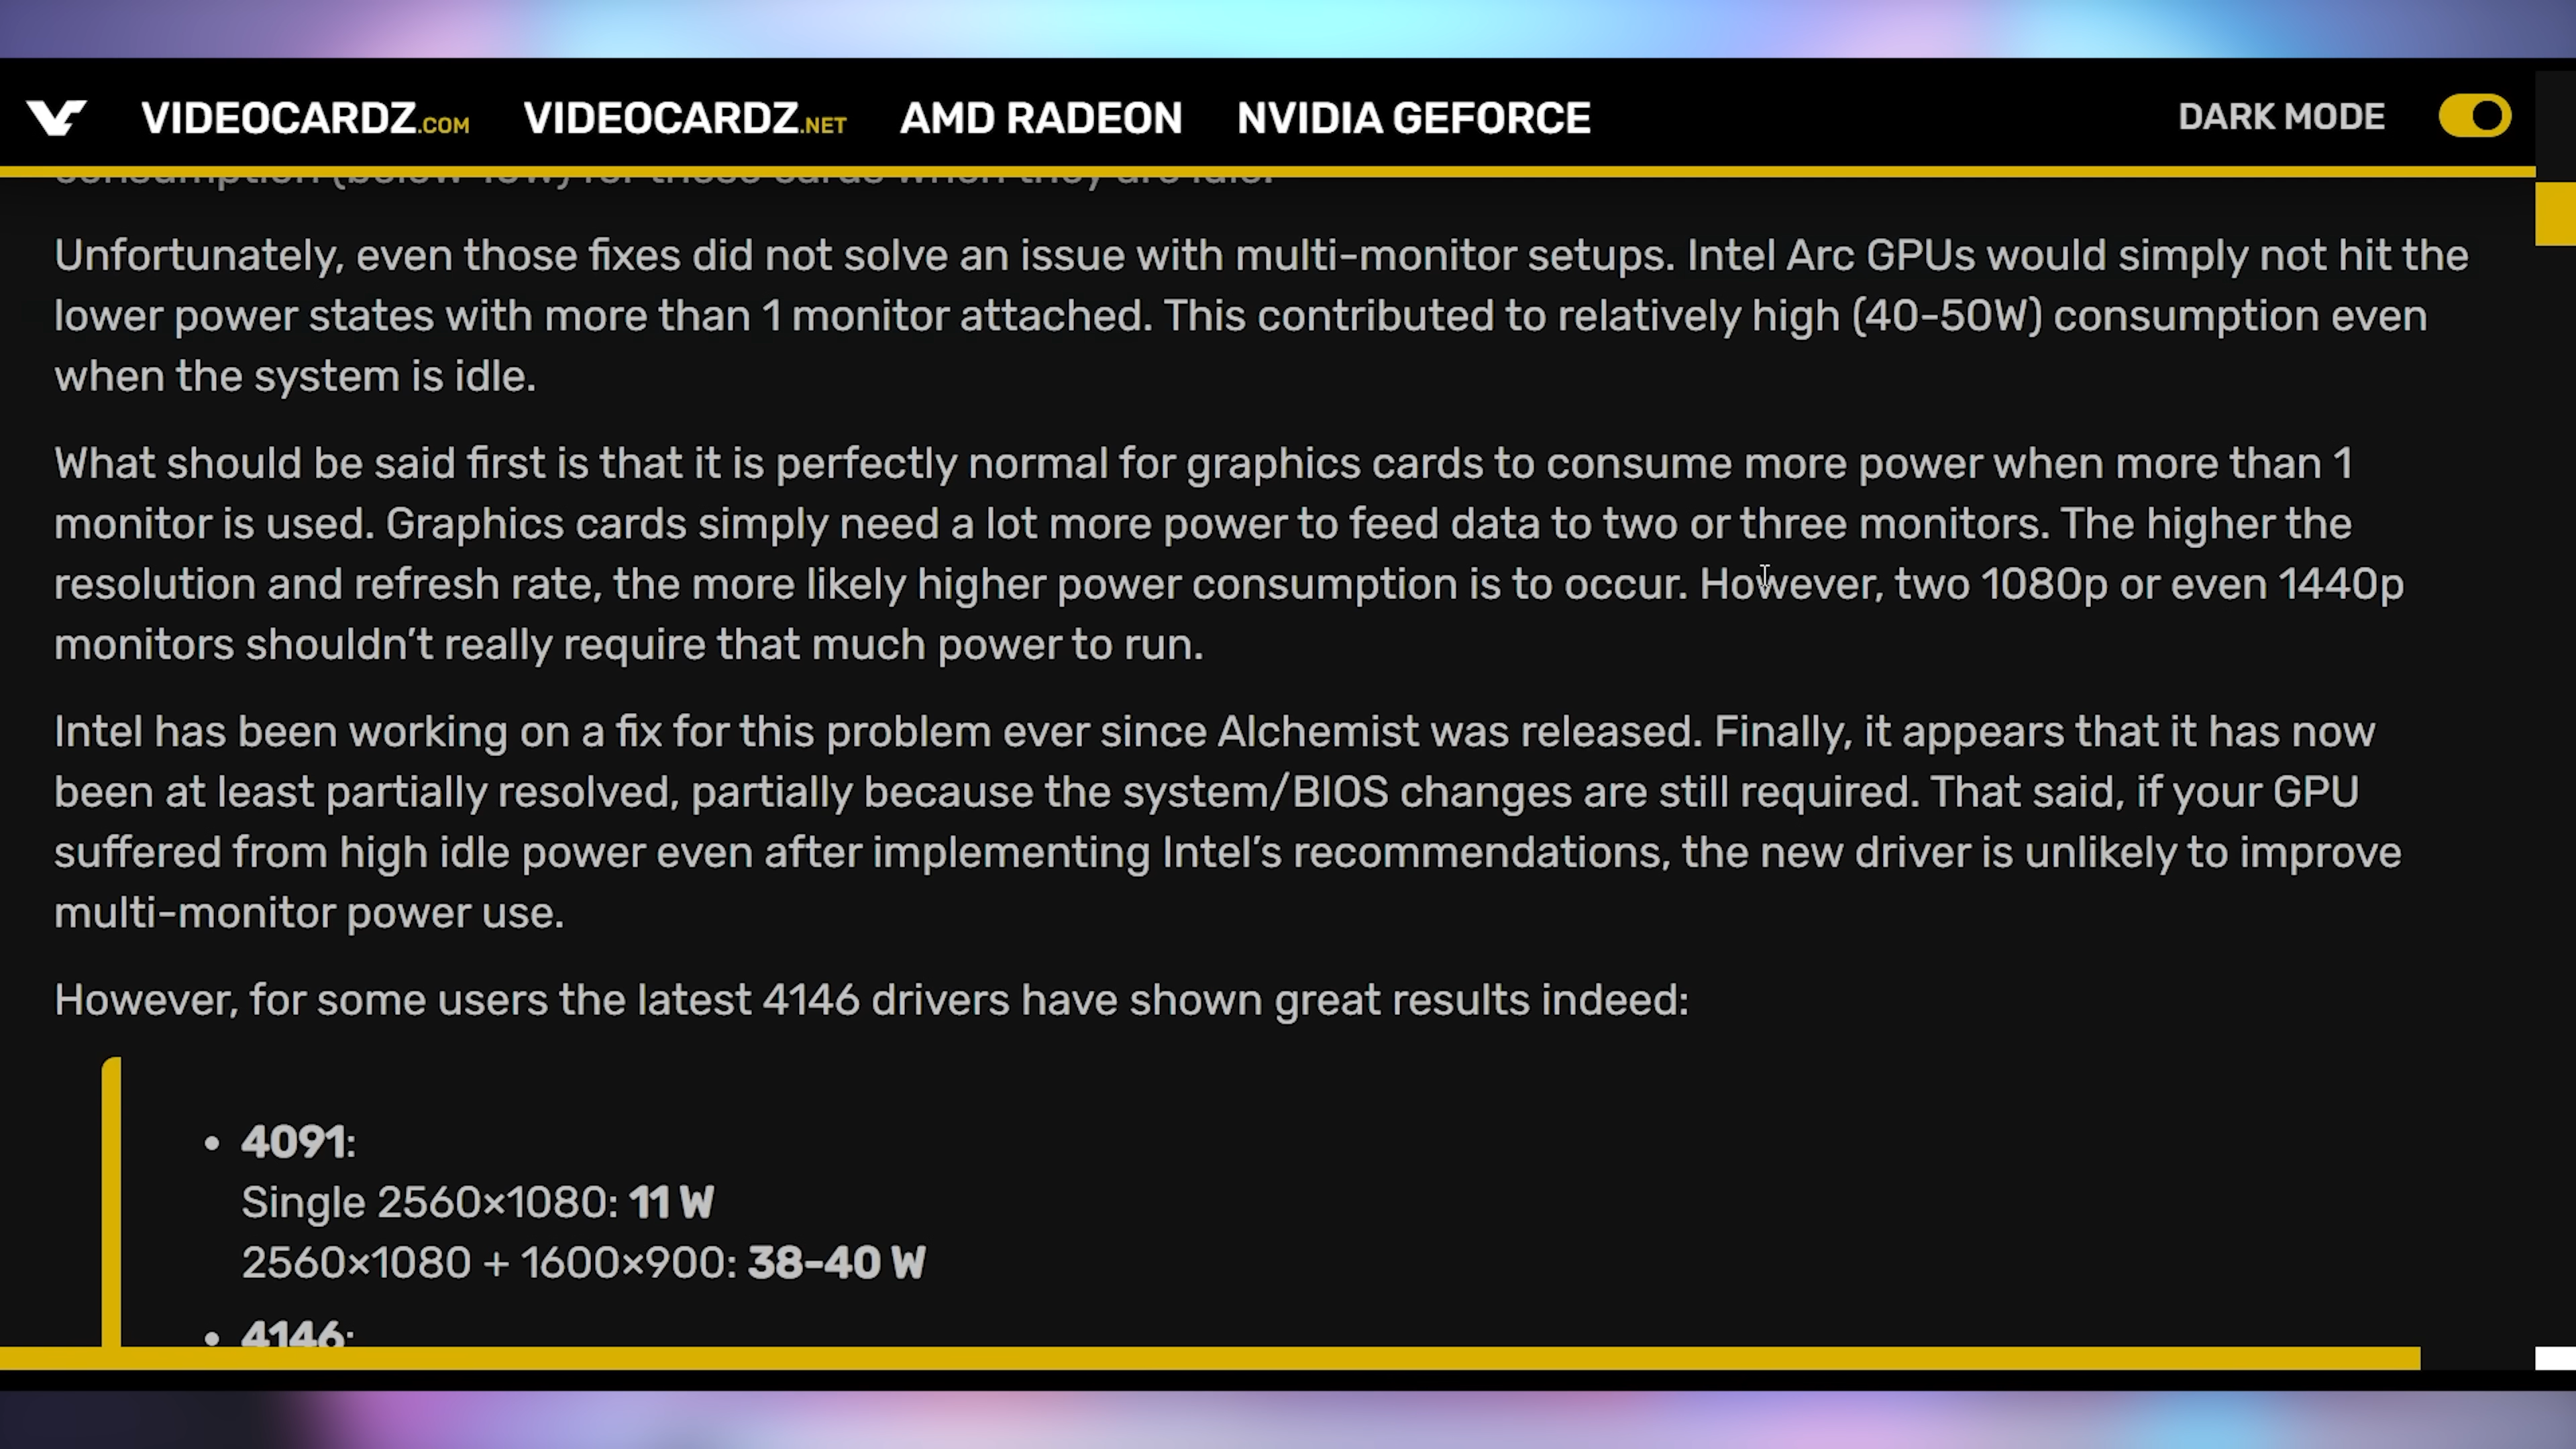 VIDEOCARDZ.COM VIDEOCARDZ.NET AMD RADEON NVIDIA GEFORCE DARK MODE
consumption (below 10W) for these cards when they are idle.
Unfortunately, even those fixes did not solve an issue with multi-monitor setups. Intel Arc GPUs would simply not hit the
lower power states with more than 1 monitor attached. This contributed to relatively high (40-50W) consumption even
when the system is idle.
What should be said first is that it is perfectly normal for graphics cards to consume more power when more than 1
monitor is used. Graphics cards simply need a lot more power to feed data to two or three monitors. The higher the
resolution and refresh rate, the more likely higher power consumption is to occur. However, two 1080p or even 1440p
monitors shouldn’t really require that much power to run.
Intel has been working on a fix for this problem ever since Alchemist was released. Finally, it appears that it has now
been at least partially resolved, partially because the system/BIOS changes are still required. That said, if your GPU
suffered from high idle power even after implementing Intel’s recommendations, the new driver is unlikely to improve
multi-monitor power use.
However, for some users the latest 4146 drivers have shown great results indeed:
• 4091:
Single 2560×1080: 11 W
2560×1080 + 1600×900: 38-40 W
• 4146: